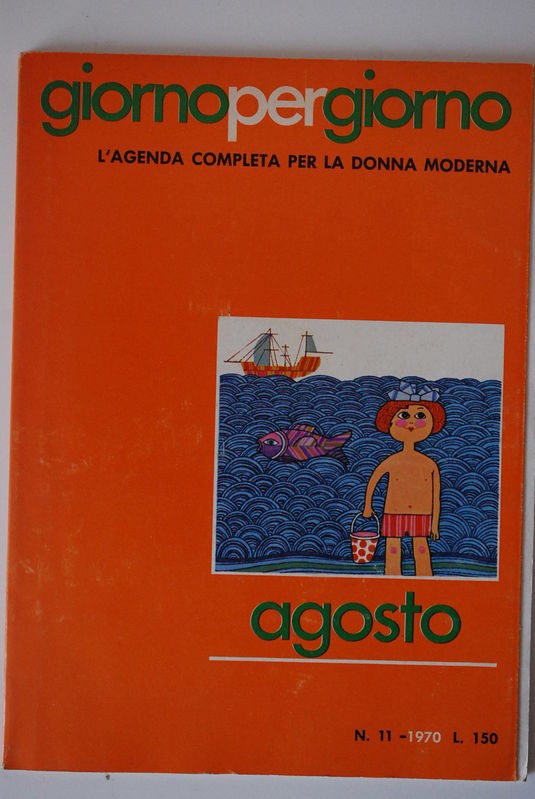 giornopergiorno
L'AGENDA COMPLETA PER LA DONNA MODERNA
agosto
N. 11 - 1970 L. 150